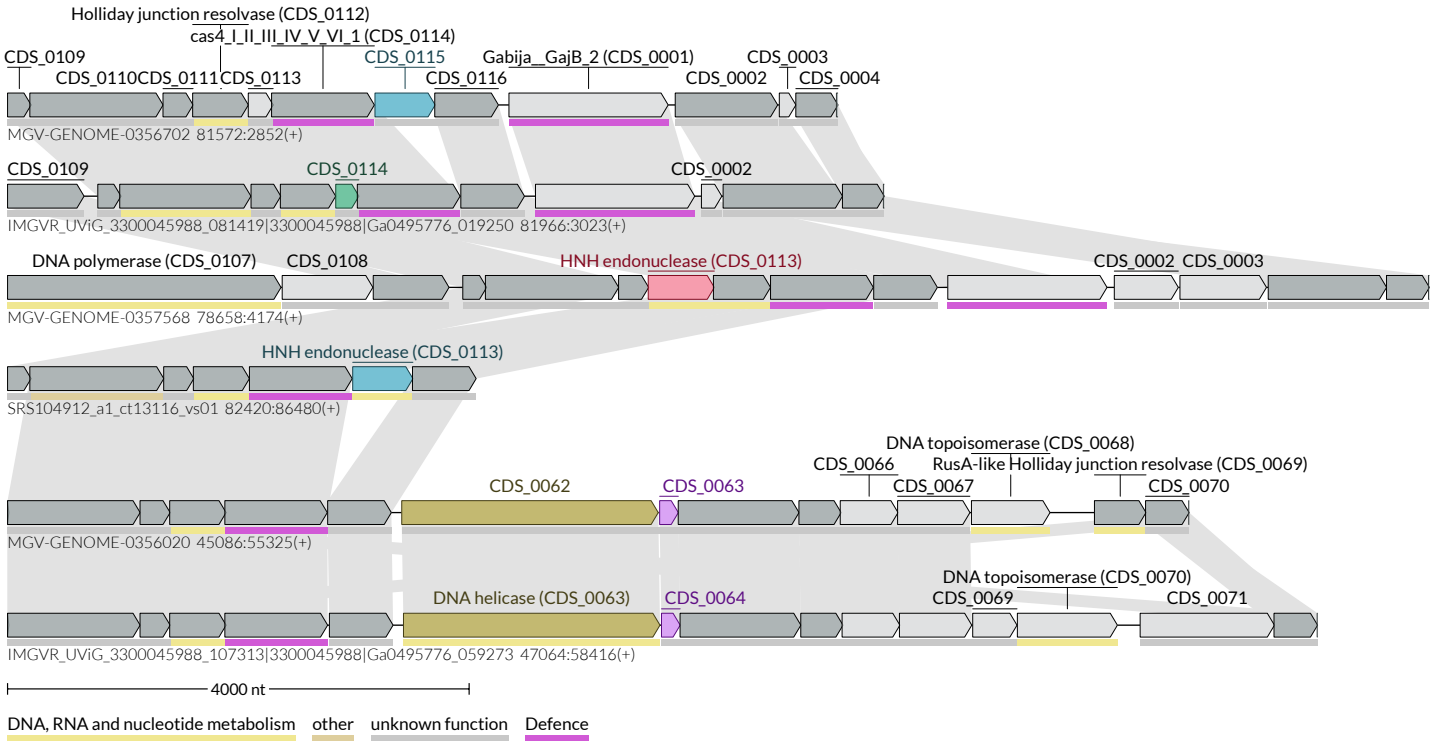 Holliday junction resolvase (CDS_0112)
cas4_I_II_III_IV_V_VI_1 (CDS_0114)
CDS_0109 CDS_0115 Gabija__GajB_2 (CDS_0001) CDS_0003
CDS_0110 CDS_0111 CDS_0113 CDS_0116 CDS_0002 CDS_0004
MGV-GENOME-0356702 81572:2852(+)
CDS_0109 CDS_0114 CDS_0002
IMGVR_UViG_3300045988_081419|3300045988|Ga0495776_019250 81966:3023(+)
DNA polymerase (CDS_0107) CDS_0108 HNH endonuclease (CDS_0113) CDS_0002 CDS_0003
MGV-GENOME-0357568 78658:4174(+)
HNH endonuclease (CDS_0113)
SRS104912_a1_ct13116_vs01 82420:86480(+)
DNA topoisomerase (CDS_0068)
CDS_0066 RusA-like Holliday junction resolvase (CDS_0069)
CDS_0062 CDS_0063 CDS_0067 CDS_0070
MGV-GENOME-0356020 45086:55325(+)
DNA topoisomerase (CDS_0070)
DNA helicase (CDS_0063) CDS_0064 CDS_0069 CDS_0071
IMGVR_UViG_3300045988_107313|3300045988|Ga0495776_059273 47064:58416(+)
4000 nt
DNA, RNA and nucleotide metabolism other unknown function Defence